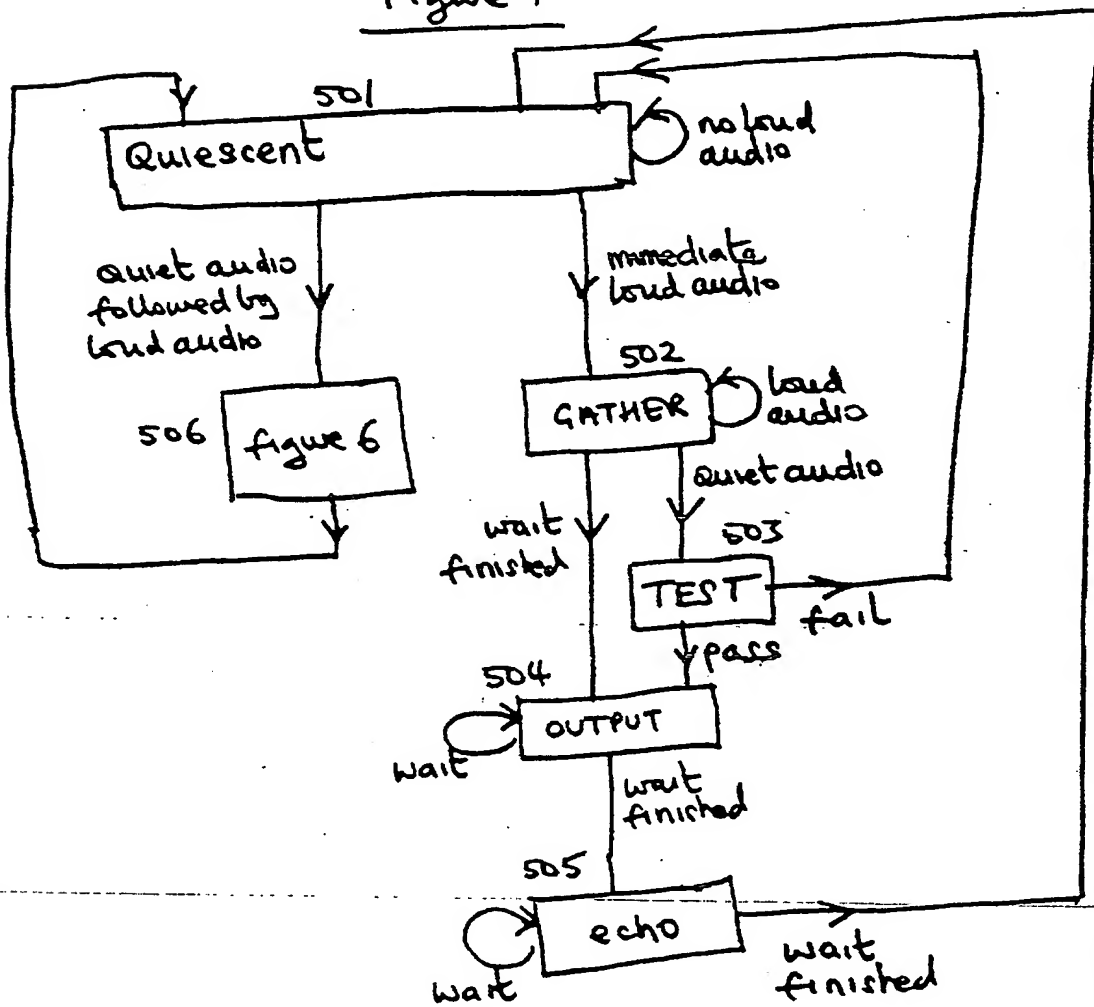 501
Quiescent
no loud
audio
Quiet audio
followed by
loud audio
immediate
loud audio
502
GATHER
loud
audio
506
figure 6
Quiet audio
wait
finished
503
TEST
fail
pass
504
OUTPUT
wait
wait
finished
505
echo
wait
wait
finished